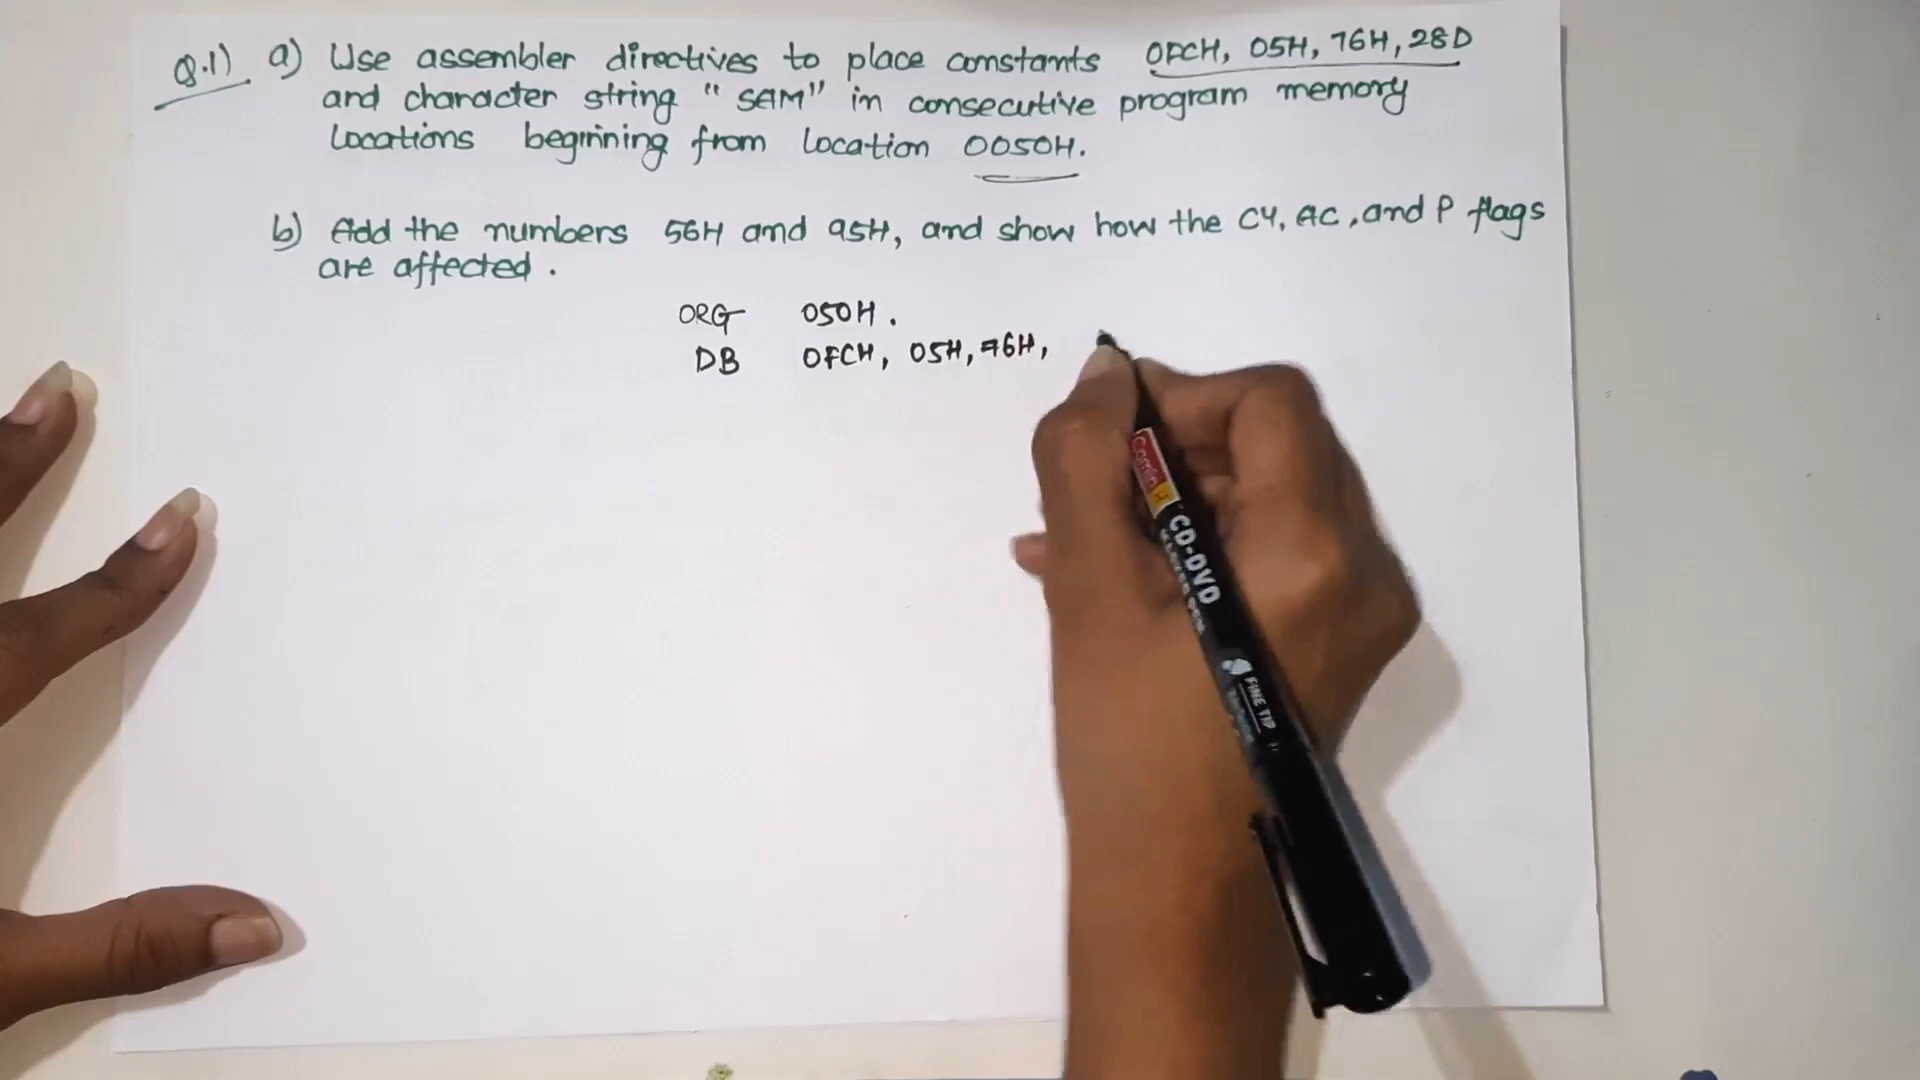 Q.1) a) Use assembler directives to place constants 0FCH, 05H, 76H, 28D
and character string "SAM" in consecutive program memory
locations beginning from location 0050H.
b) Add the numbers 56H and 95H, and show how the CY, AC, and P flags
are affected.
ORG 050H.
DB 0FCH, 05H, 76H,
Camlin
CD-DVD
FINE TIP